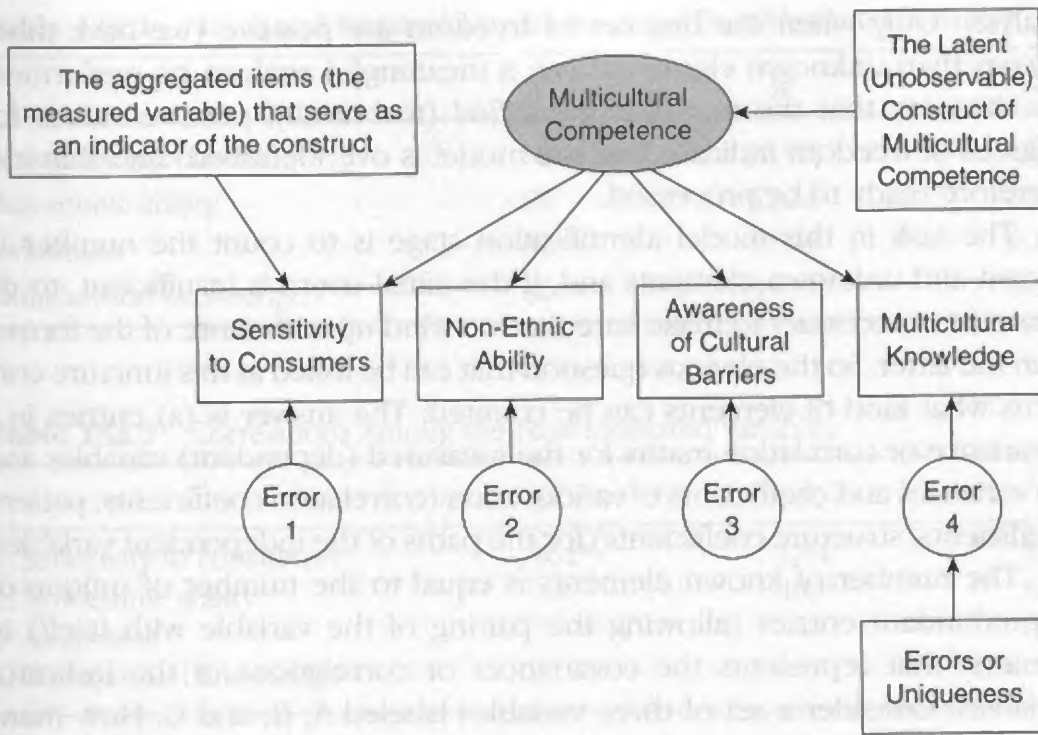 The aggregated items (the
measured variable) that serve as
an indicator of the construct
Multicultural
Competence
The Latent
(Unobservable)
Construct of
Multicultural
Competence
Sensitivity
to Consumers
Non-Ethnic
Ability
Awareness
of Cultural
Barriers
Multicultural
Knowledge
Error
1
Error
2
Error
3
Error
4
Errors or
Uniqueness